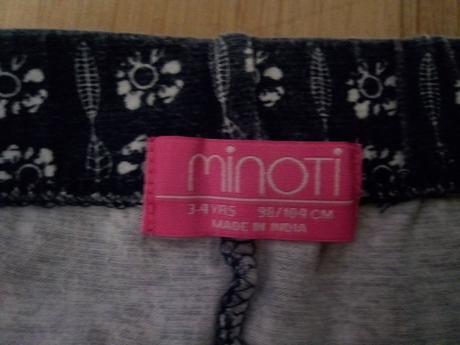 minoti
3-4 YRS 98/104 CM
MADE IN INDIA